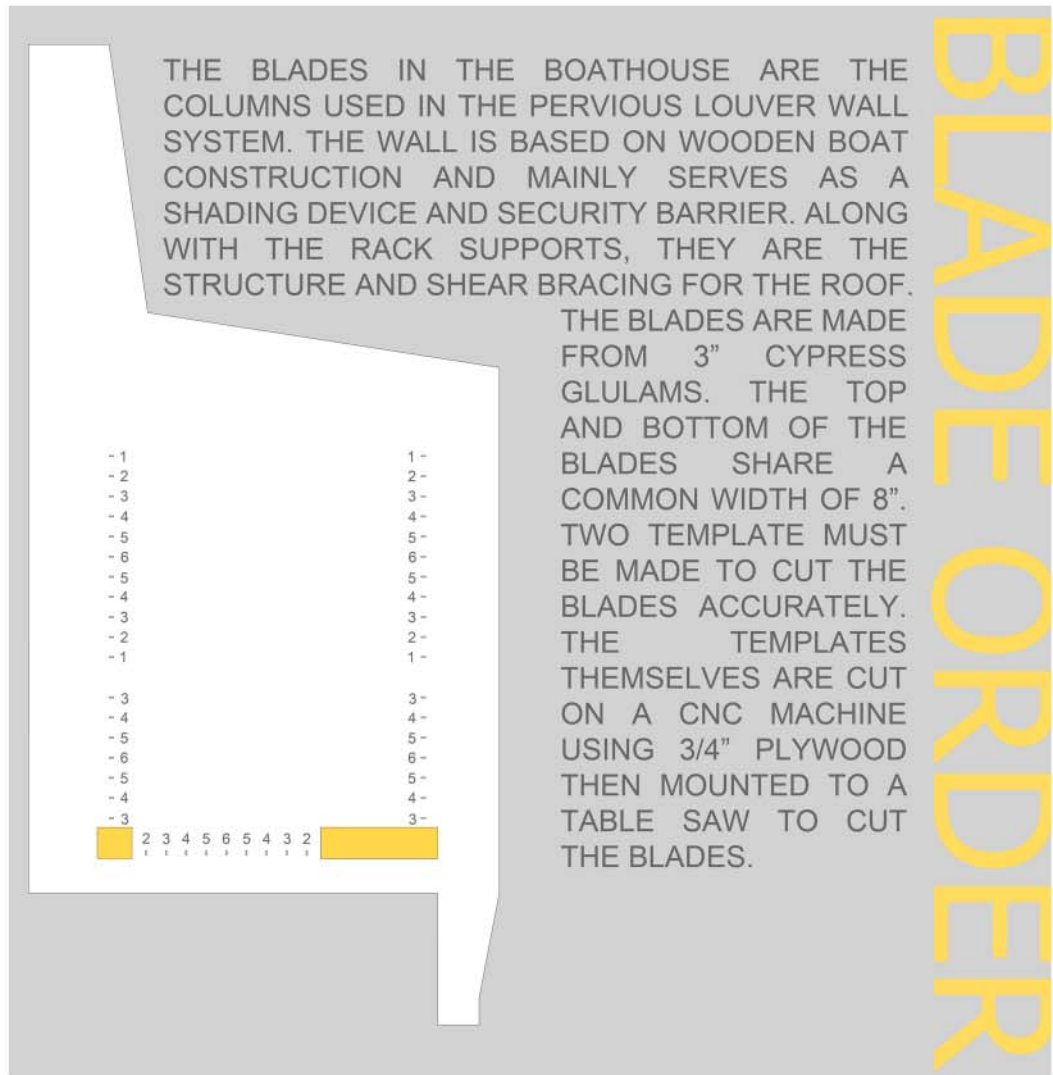 BLADE ORDER
THE BLADES IN THE BOATHOUSE ARE THE
COLUMNS USED IN THE PERVIOUS LOUVER WALL
SYSTEM. THE WALL IS BASED ON WOODEN BOAT
CONSTRUCTION AND MAINLY SERVES AS A
SHADING DEVICE AND SECURITY BARRIER. ALONG
WITH THE RACK SUPPORTS, THEY ARE THE
STRUCTURE AND SHEAR BRACING FOR THE ROOF.
THE BLADES ARE MADE
FROM 3” CYPRESS
GLULAMS. THE TOP
AND BOTTOM OF THE
BLADES SHARE A
COMMON WIDTH OF 8”.
TWO TEMPLATE MUST
BE MADE TO CUT THE
BLADES ACCURATELY.
THE TEMPLATES
THEMSELVES ARE CUT
ON A CNC MACHINE
USING 3/4” PLYWOOD
THEN MOUNTED TO A
TABLE SAW TO CUT
THE BLADES.
- 1 1 -
- 2 2 -
- 3 3 -
- 4 4 -
- 5 5 -
- 6 6 -
- 5 5 -
- 4 4 -
- 3 3 -
- 2 2 -
- 1 1 -
- 3 3 -
- 4 4 -
- 5 5 -
- 6 6 -
- 5 5 -
- 4 4 -
- 3 3 -
2 3 4 5 6 5 4 3 2